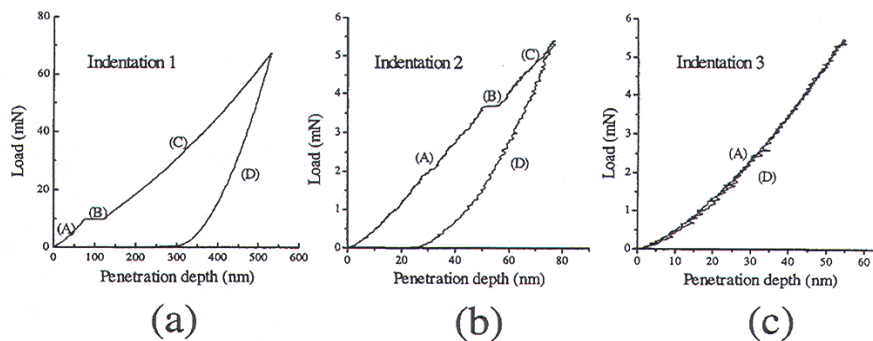 Indentation 1
Load (mN)
80
60
40
20
0
(A)
(B)
(C)
(D)
0 100 200 300 400 500 600
Penetration depth (nm)
(a)
Indentation 2
Load (mN)
6
5
4
3
2
1
0
(A)
(B)
(C)
(D)
0 20 40 60 80
Penetration depth (nm)
(b)
Indentation 3
Load (mN)
6
5
4
3
2
1
0
(A)
(D)
0 10 20 30 40 50 60
Penetration depth (nm)
(c)